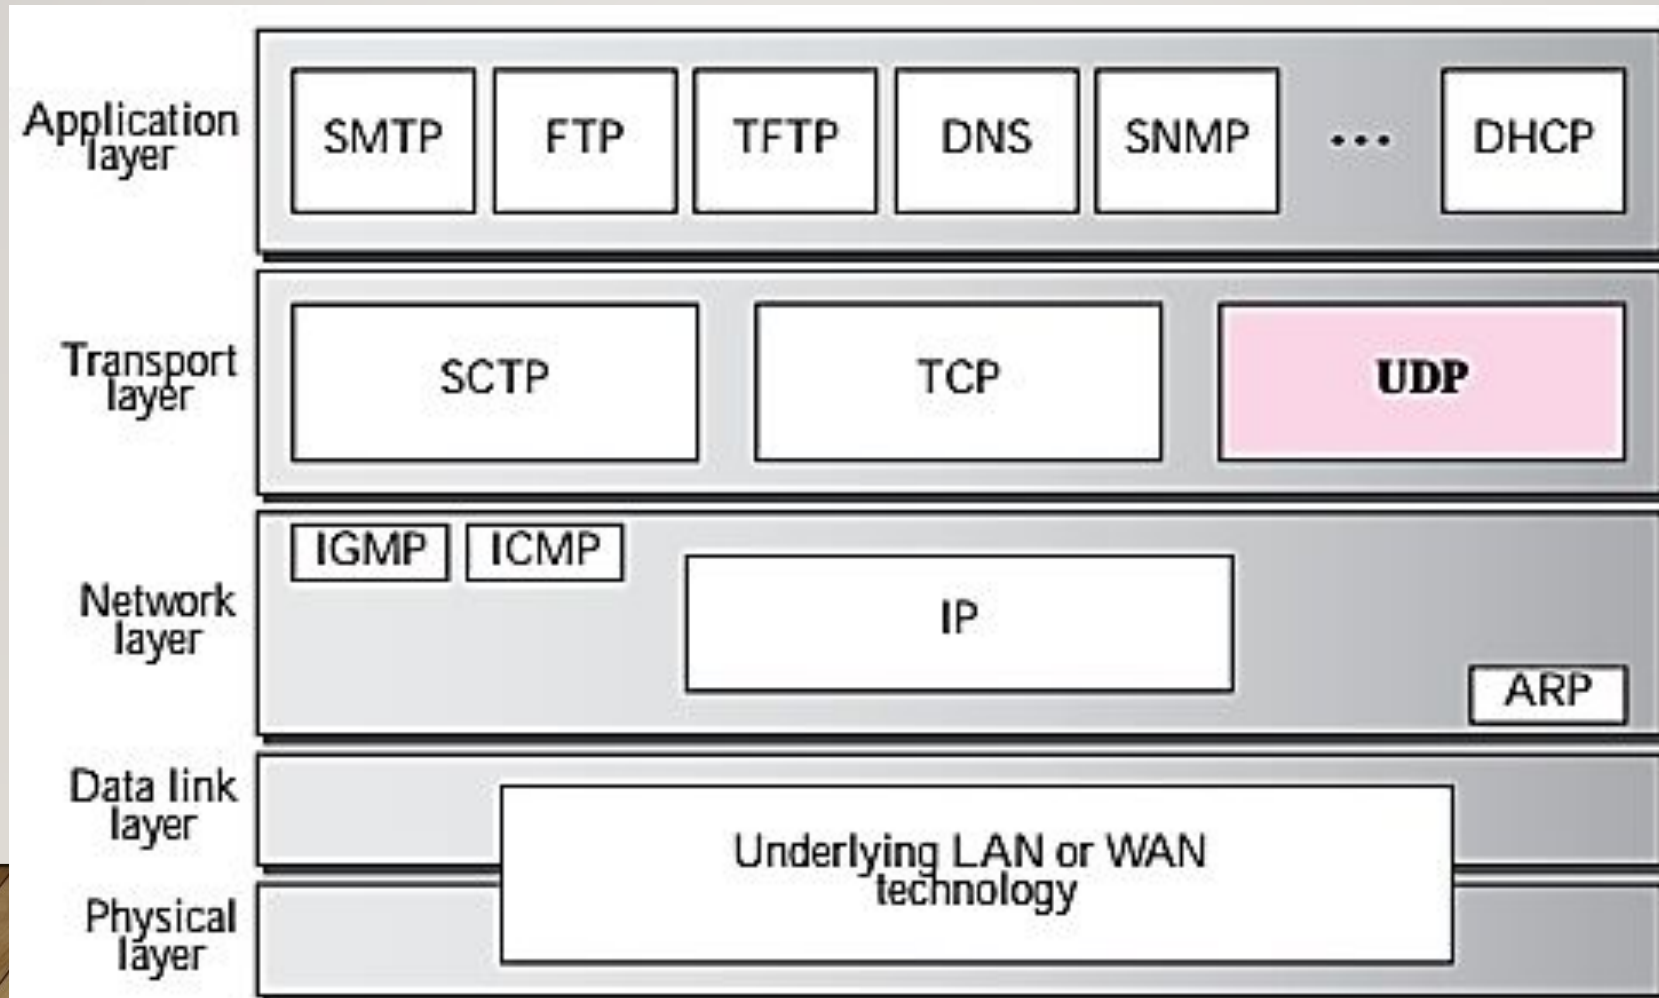 Application
layer
SMTP
FTP
TFTP
DNS
SNMP
...
DHCP
Transport
layer
SCTP
TCP
UDP
Network
layer
IGMP
ICMP
IP
ARP
Data link
layer
Underlying LAN or WAN
technology
Physical
layer